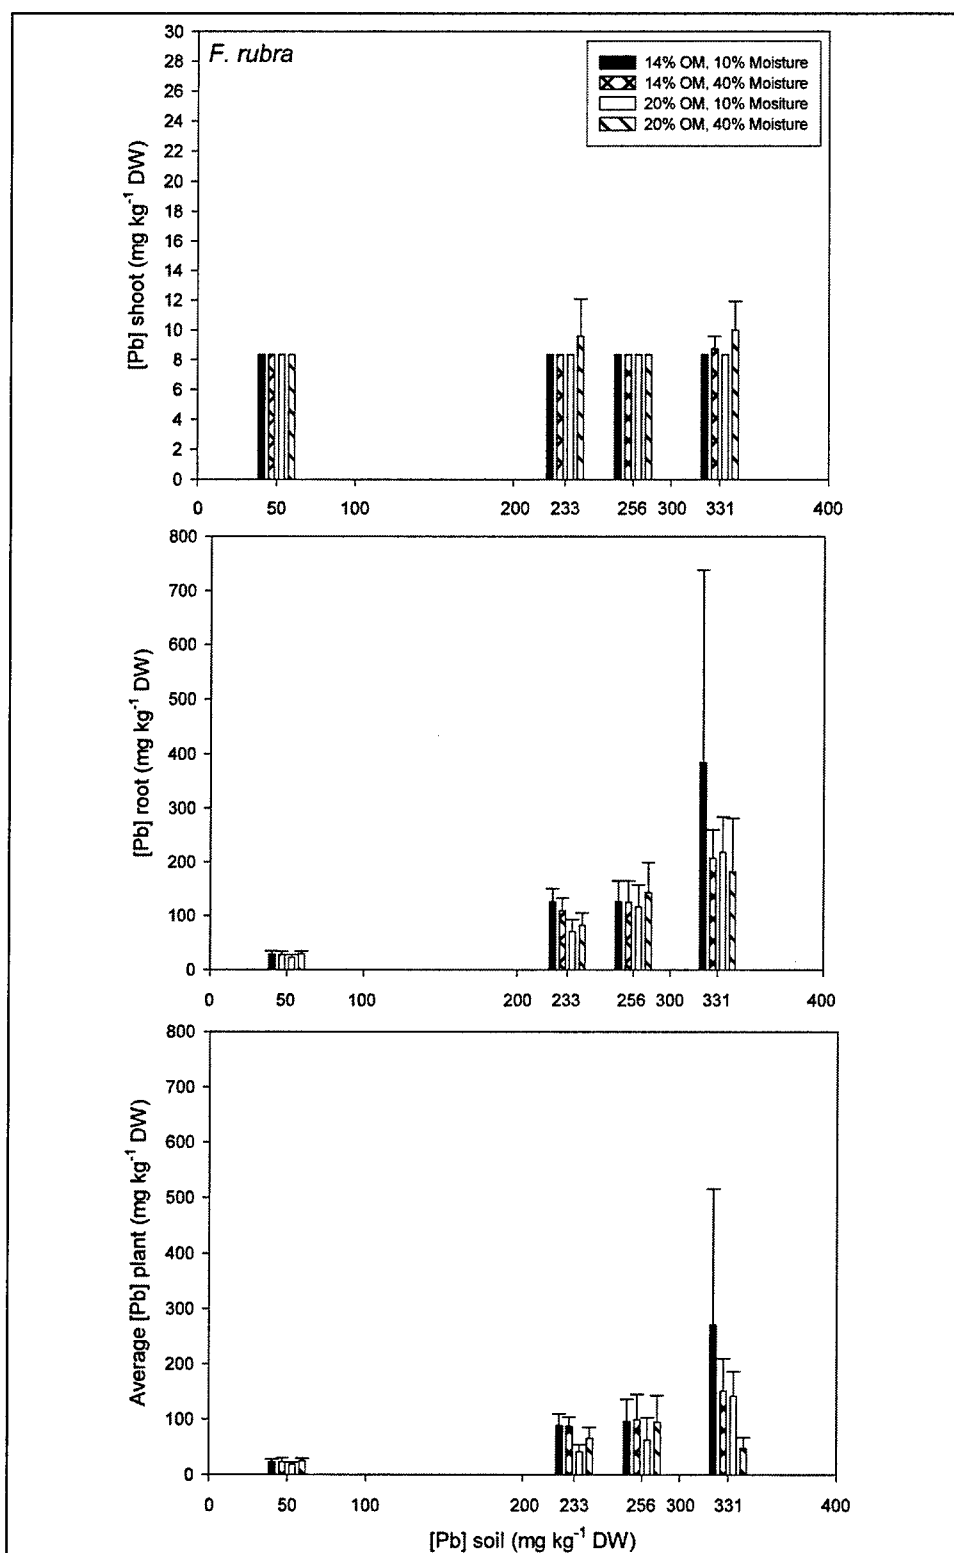 F. rubra
14% OM, 10% Moisture
14% OM, 40% Moisture
20% OM, 10% Mositure
20% OM, 40% Moisture
[Pb] shoot (mg kg⁻¹ DW)
30
28
26
24
22
20
18
16
14
12
10
8
6
4
2
0
0 50 100 200 233 256 300 331 400
[Pb] root (mg kg⁻¹ DW)
800
700
600
500
400
300
200
100
0
0 50 100 200 233 256 300 331 400
Average [Pb] plant (mg kg⁻¹ DW)
800
700
600
500
400
300
200
100
0
0 50 100 200 233 256 300 331 400
[Pb] soil (mg kg⁻¹ DW)